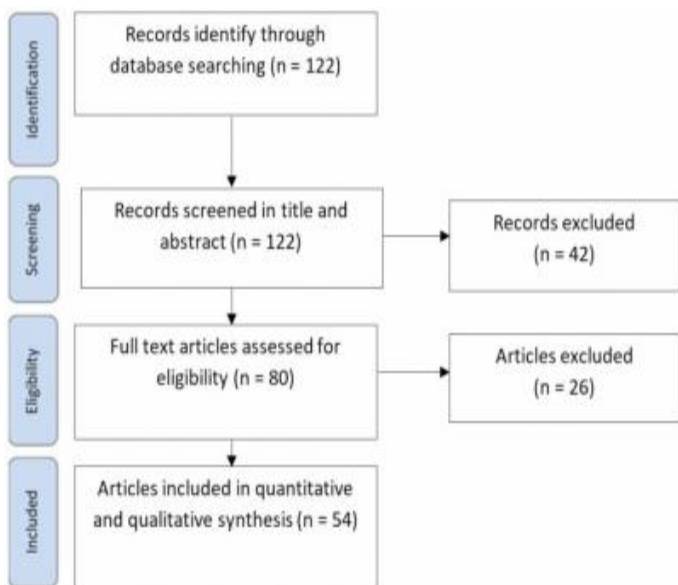 Identification
Records identify through
database searching (n = 122)
Screening
Records screened in title and
abstract (n = 122)
Records excluded
(n = 42)
Eligibility
Full text articles assessed for
eligibility (n = 80)
Articles excluded
(n = 26)
Included
Articles included in quantitative
and qualitative synthesis (n = 54)